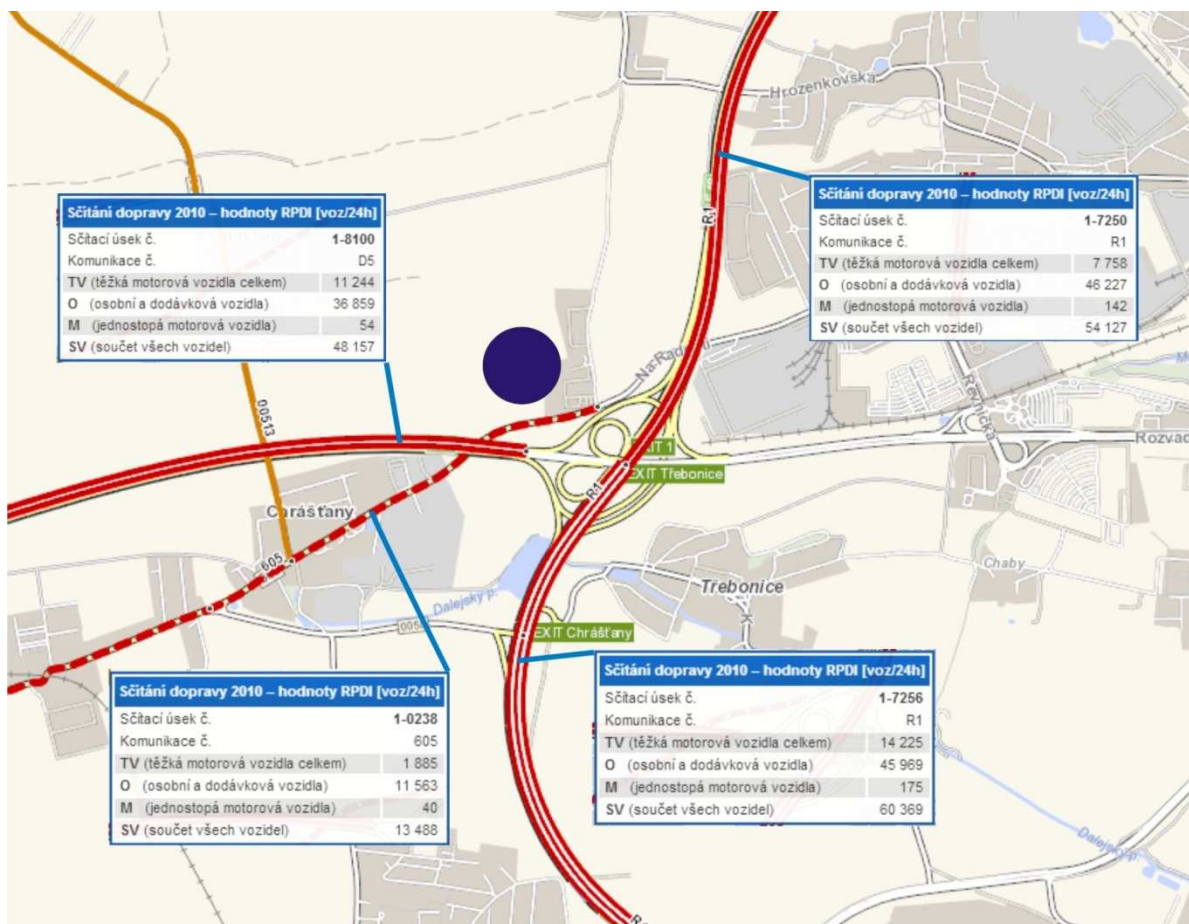 Hrozenkovská
Sčítání dopravy 2010 – hodnoty RPDI [voz/24h]
Sčítací úsek č. 1-7250
Komunikace č. R1
TV (těžká motorová vozidla celkem) 7 758
O (osobní a dodávková vozidla) 46 227
M (jednostopá motorová vozidla) 142
SV (součet všech vozidel) 54 127
Sčítání dopravy 2010 – hodnoty RPDI [voz/24h]
Sčítací úsek č. 1-8100
Komunikace č. D5
TV (těžká motorová vozidla celkem) 11 244
O (osobní a dodávková vozidla) 36 859
M (jednostopá motorová vozidla) 54
SV (součet všech vozidel) 48 157
R1
00513
Řevnická
EXIT 1
EXIT Třebonice
R1
Chrášťany
605
Třebonice
Chaby
Dalejský p.
EXIT Chrášťany
Sčítání dopravy 2010 – hodnoty RPDI [voz/24h]
Sčítací úsek č. 1-0238
Komunikace č. 605
TV (těžká motorová vozidla celkem) 1 885
O (osobní a dodávková vozidla) 11 563
M (jednostopá motorová vozidla) 40
SV (součet všech vozidel) 13 488
Sčítání dopravy 2010 – hodnoty RPDI [voz/24h]
Sčítací úsek č. 1-7256
Komunikace č. R1
TV (těžká motorová vozidla celkem) 14 225
O (osobní a dodávková vozidla) 45 969
M (jednostopá motorová vozidla) 175
SV (součet všech vozidel) 60 369
Dalejský p.